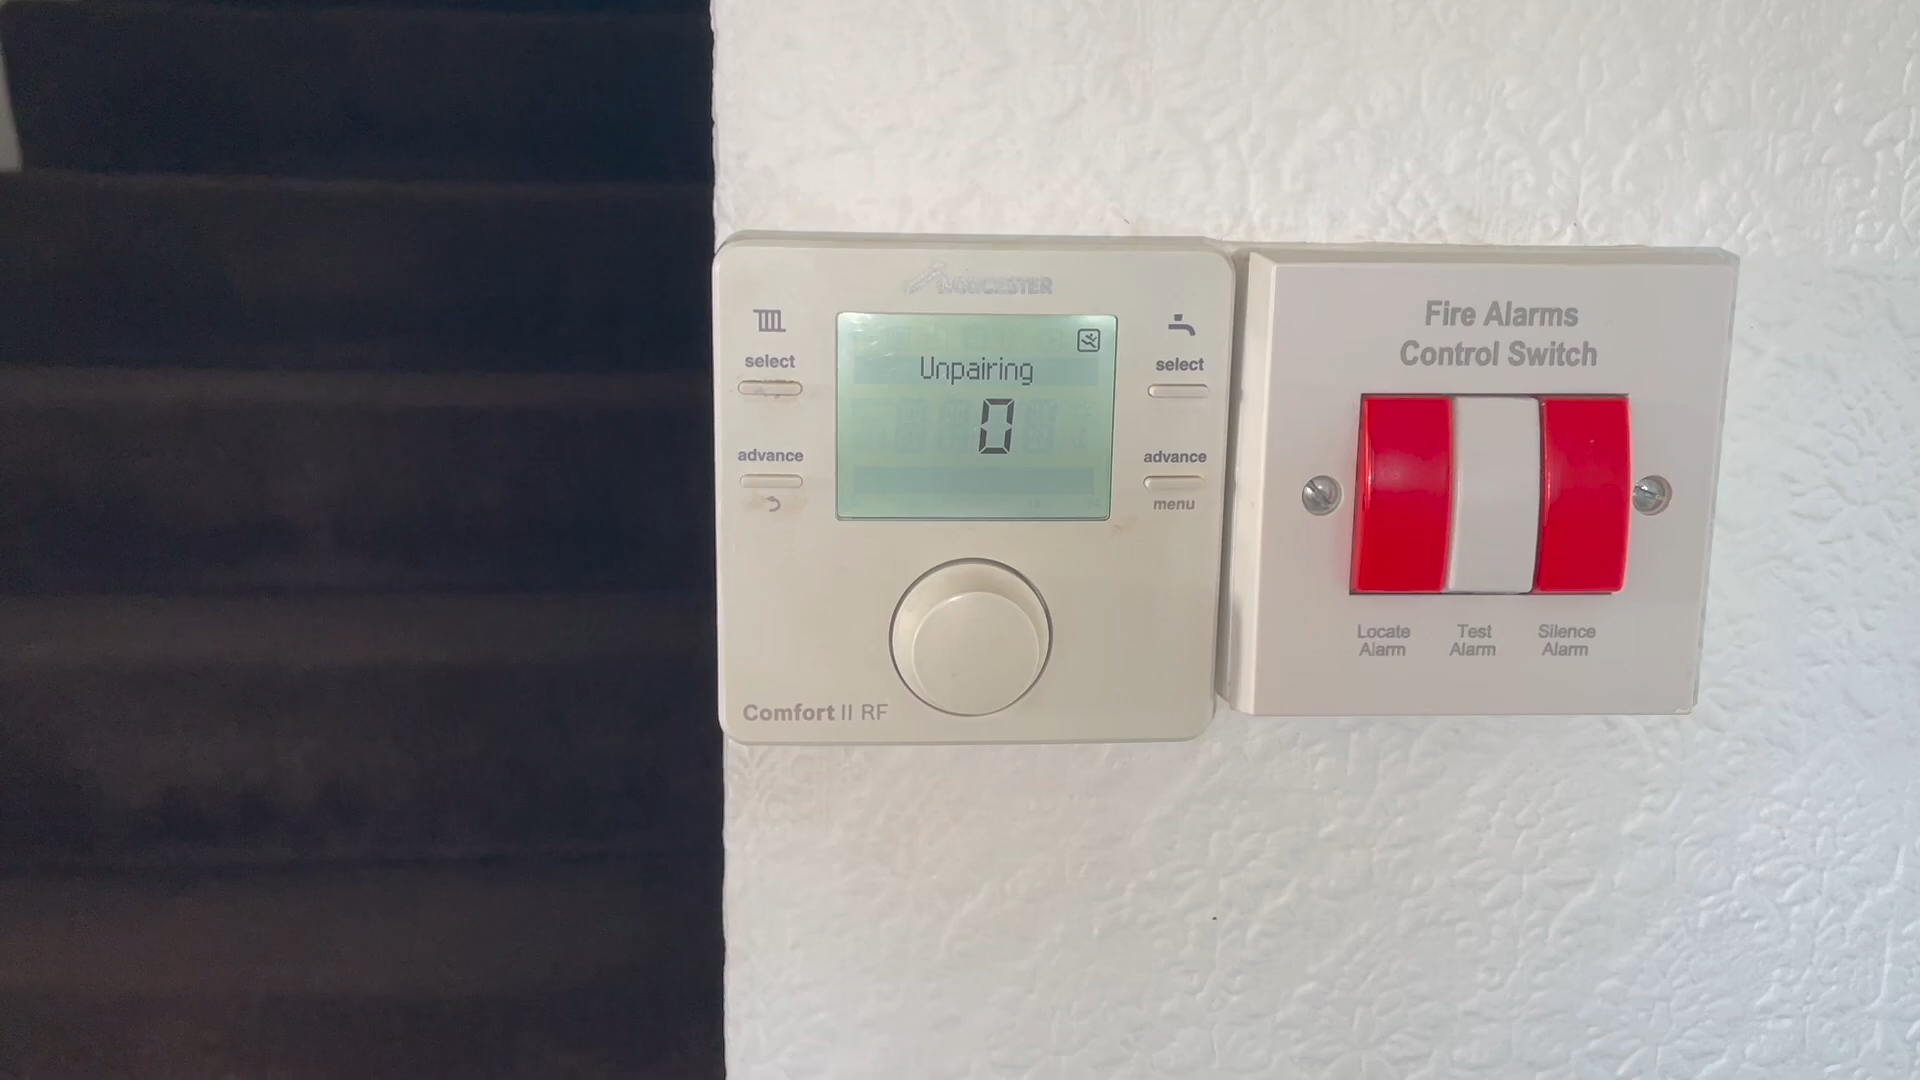 WORCESTER
select
select
Unpairing
0
advance
advance
menu
Comfort II RF
Fire Alarms
Control Switch
Locate
Alarm
Test
Alarm
Silence
Alarm